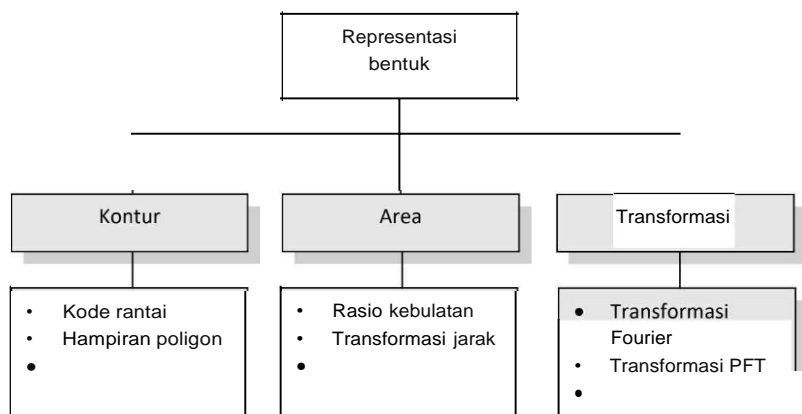 Representasi
bentuk
Kontur
Area
Transformasi
• Kode rantai
• Hampiran poligon
•
• Rasio kebulatan
• Transformasi jarak
•
• Transformasi
Fourier
• Transformasi PFT
•